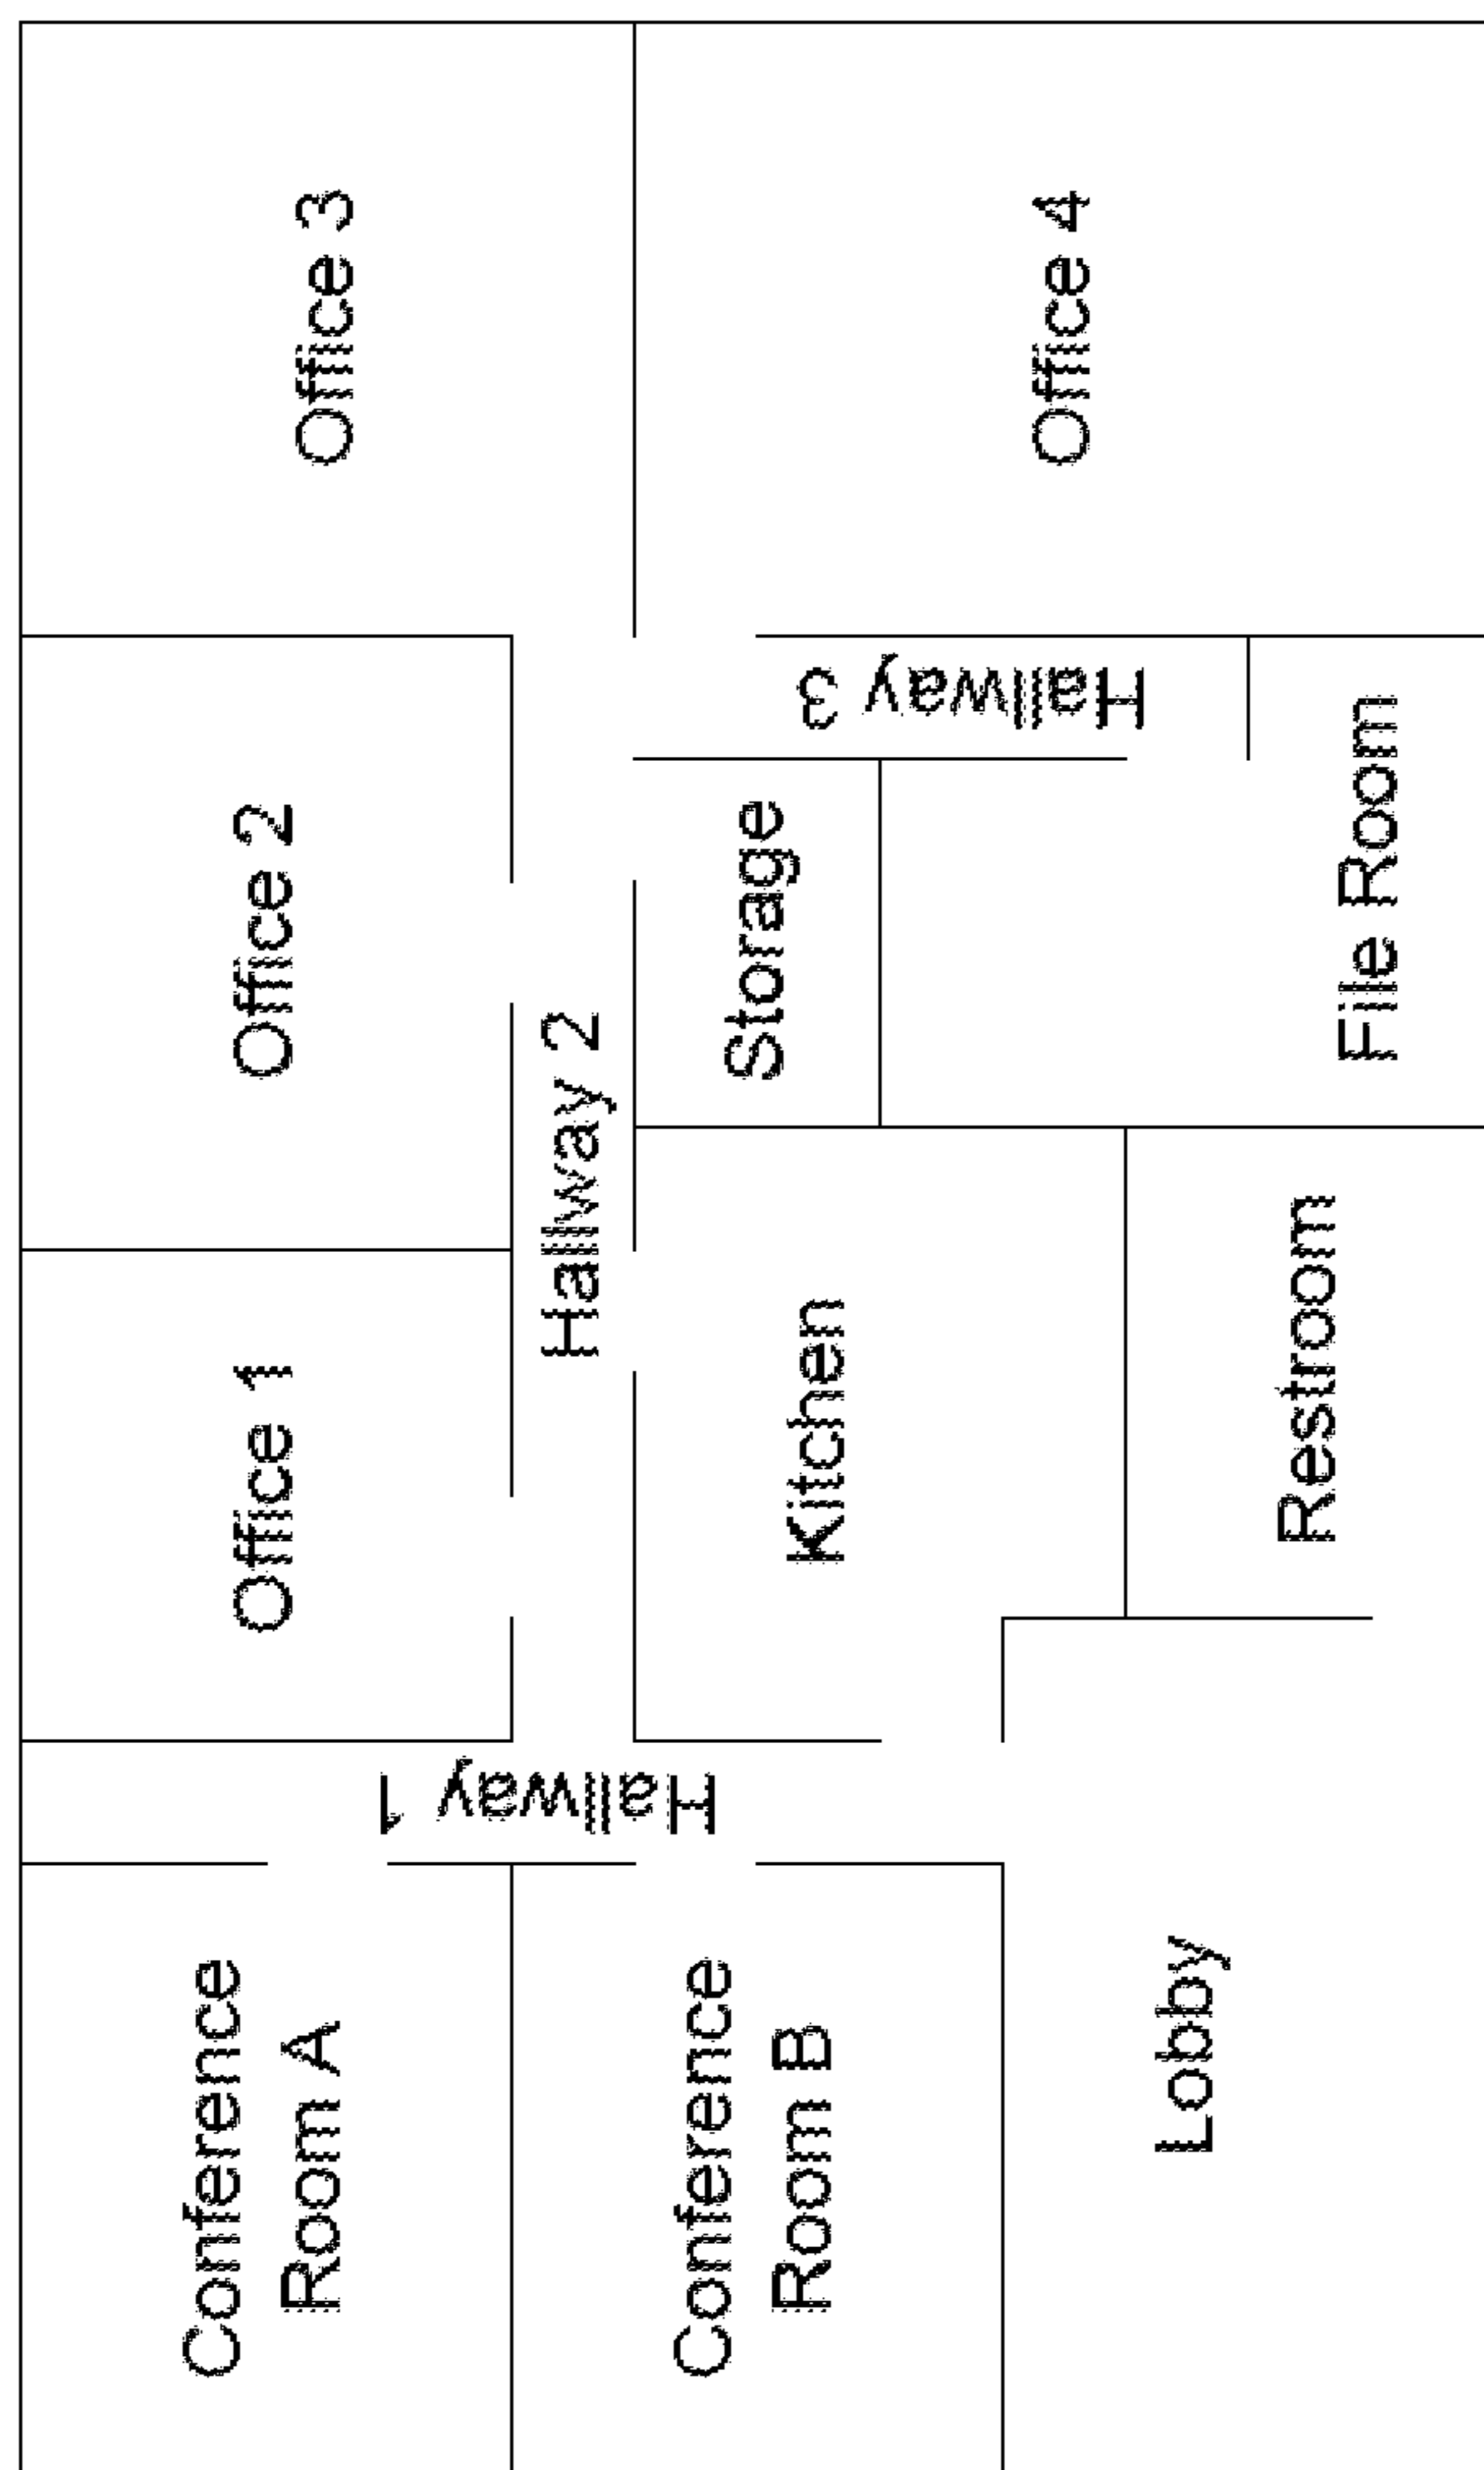 Office 3
Office 4
Hallway 3
Office 2
Storage
File Room
Hallway 2
Office 1
Kitchen
Restroom
Hallway 1
Conference
Room A
Conference
Room B
Lobby